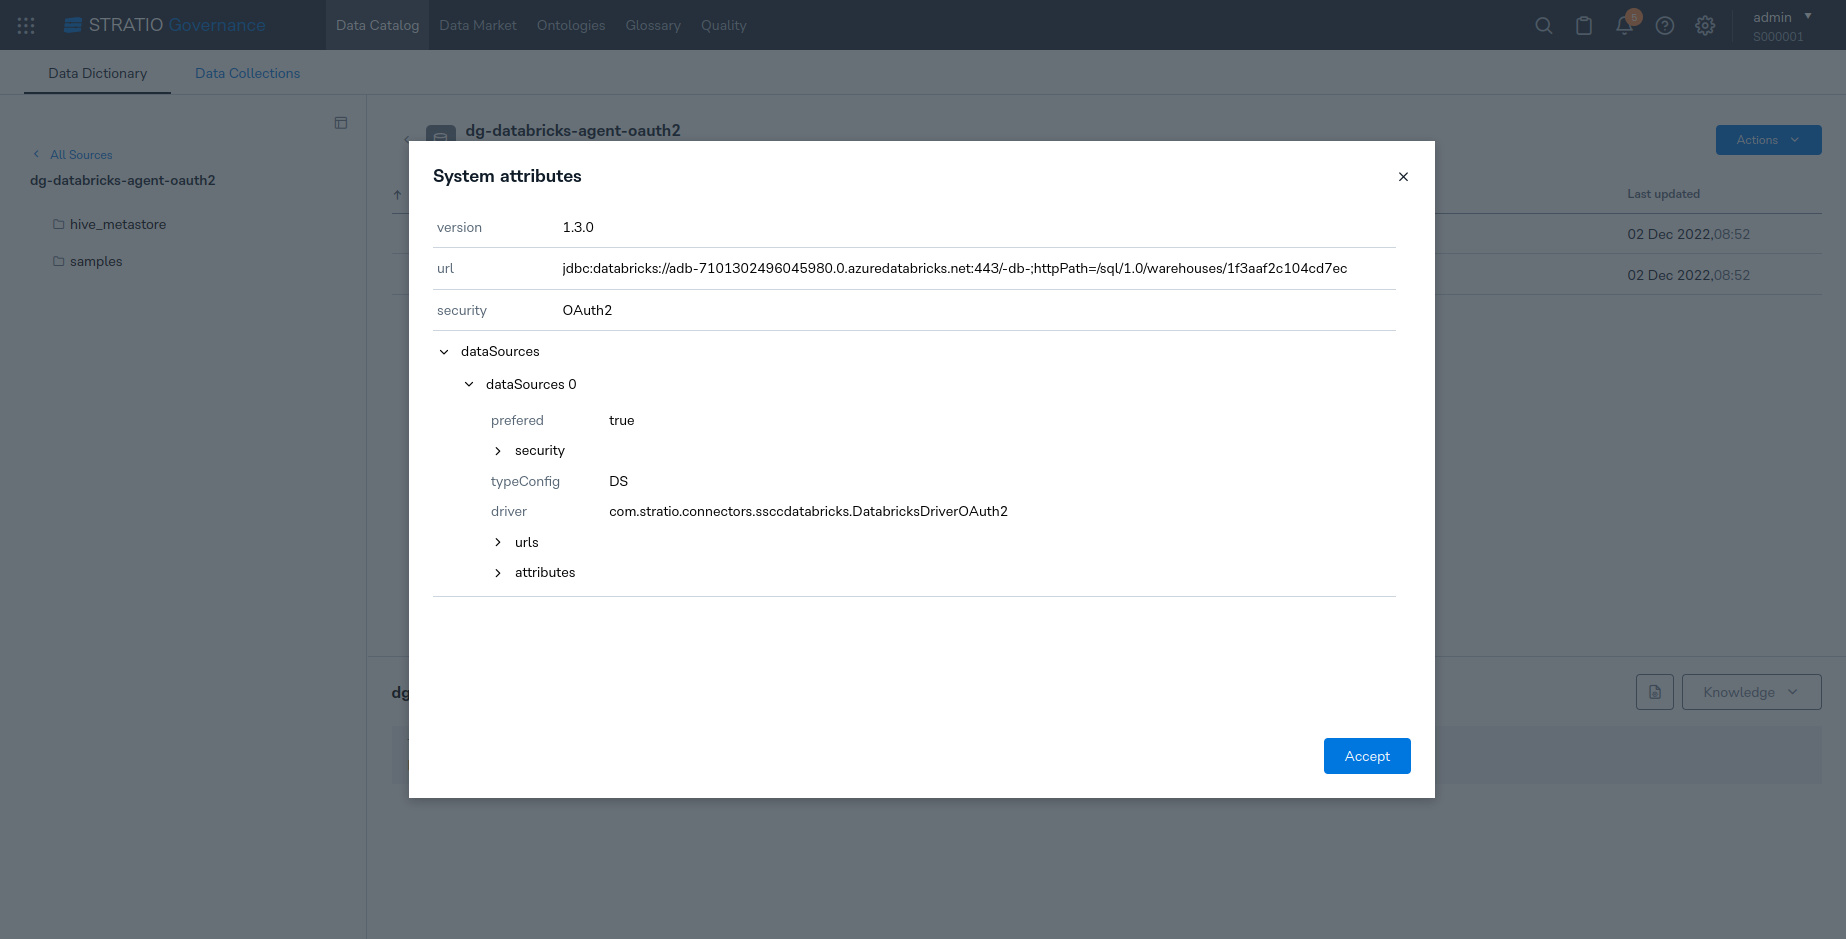 STRATIO Governance
Data Catalog
Data Market
Ontologies
Glossary
Quality
5
admin
S000001
Data Dictionary
Data Collections
All Sources
dg-databricks-agent-oauth2
hive_metastore
samples
dg-databricks-agent-oauth2
Actions
Last updated
02 Dec 2022,08:52
02 Dec 2022,08:52
System attributes
version 1.3.0
url jdbc:databricks://adb-7101302496045980.0.azuredatabricks.net:443/-db-;httpPath=/sql/1.0/warehouses/1f3aaf2c104cd7ec
security OAuth2
dataSources
dataSources 0
prefered true
security
typeConfig DS
driver com.stratio.connectors.ssccdatabricks.DatabricksDriverOAuth2
urls
attributes
Accept
dg
Knowledge